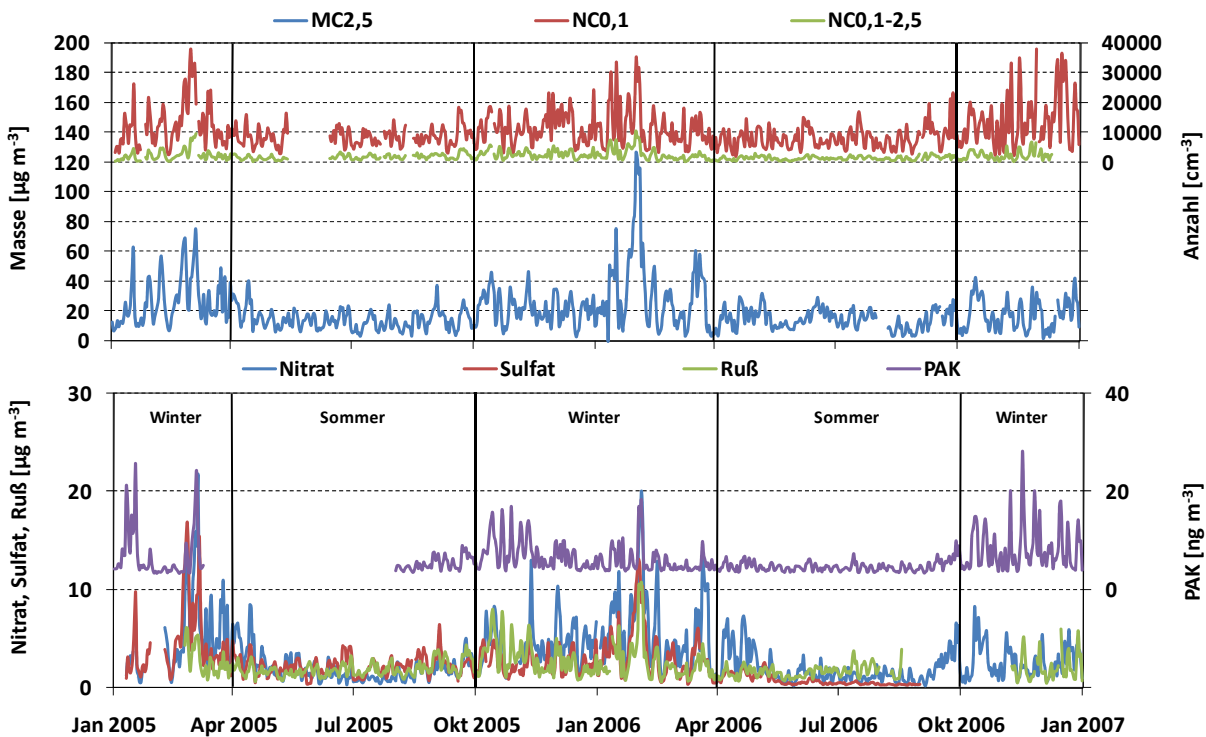 MC2,5 NC0,1 NC0,1-2,5
Masse [µg m-3]
200 40000
180 30000
160 20000
140 10000
120 0
100
80
60
40
20
0
Anzahl [cm-3]
Nitrat Sulfat Ruß PAK
Nitrat, Sulfat, Ruß [µg m-3]
30 40
Winter Sommer Winter Sommer Winter
20 20
10 0
0
PAK [ng m-3]
Jan 2005 Apr 2005 Jul 2005 Okt 2005 Jan 2006 Apr 2006 Jul 2006 Okt 2006 Jan 2007